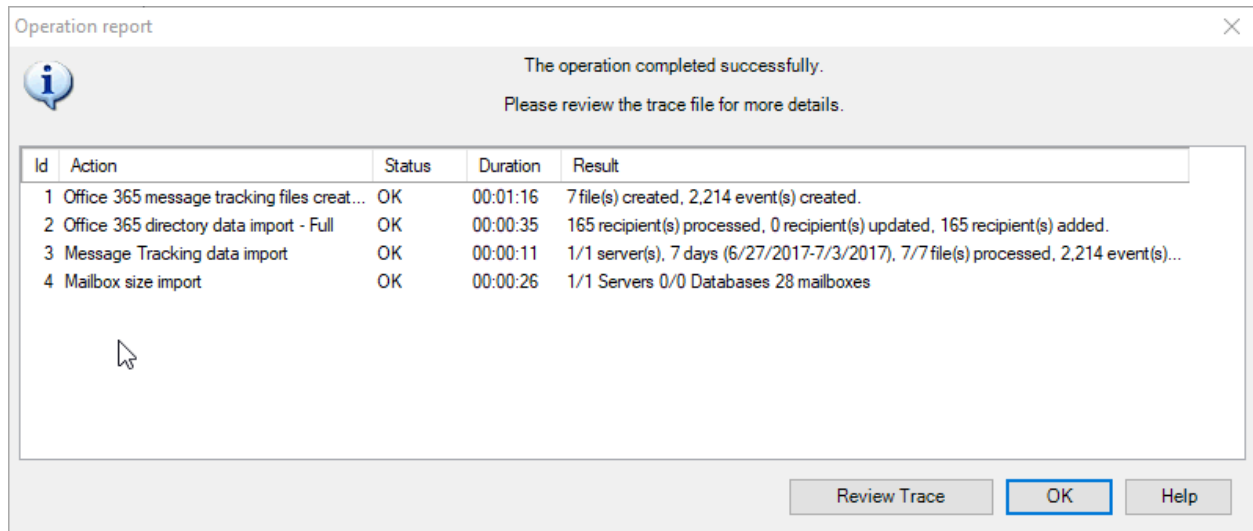 Operation report
The operation completed successfully.
Please review the trace file for more details.
Id Action Status Duration Result
1 Office 365 message tracking files creat... OK 00:01:16 7 file(s) created, 2,214 event(s) created.
2 Office 365 directory data import - Full OK 00:00:35 165 recipient(s) processed, 0 recipient(s) updated, 165 recipient(s) added.
3 Message Tracking data import OK 00:00:11 1/1 server(s), 7 days (6/27/2017-7/3/2017), 7/7 file(s) processed, 2,214 event(s)...
4 Mailbox size import OK 00:00:26 1/1 Servers 0/0 Databases 28 mailboxes
Review Trace OK Help